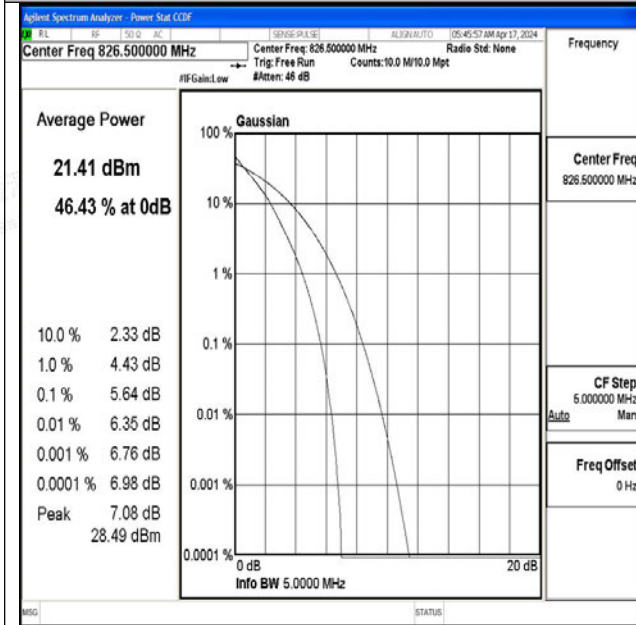 Agilent Spectrum Analyzer - Power Stat CCDF
RL RF 50 Ω AC SENSE:PULSE ALIGNAUTO 05:45:57 AM Apr 17, 2024
Center Freq 826.500000 MHz
Center Freq: 826.500000 MHz Radio Std: None
Trig: Free Run Counts:10.0 M/10.0 Mpt
#IFGain:Low #Atten: 46 dB
Frequency
Average Power
21.41 dBm
46.43 % at 0dB
10.0 % 2.33 dB
1.0 % 4.43 dB
0.1 % 5.64 dB
0.01 % 6.35 dB
0.001 % 6.76 dB
0.0001 % 6.98 dB
Peak 7.08 dB
28.49 dBm
Gaussian
100 %
10 %
1 %
0.1 %
0.01 %
0.001 %
0.0001 %
0 dB 20 dB
Info BW 5.0000 MHz
Center Freq
826.500000 MHz
CF Step
5.000000 MHz
Auto Man
Freq Offset
0 Hz
MSG STATUS